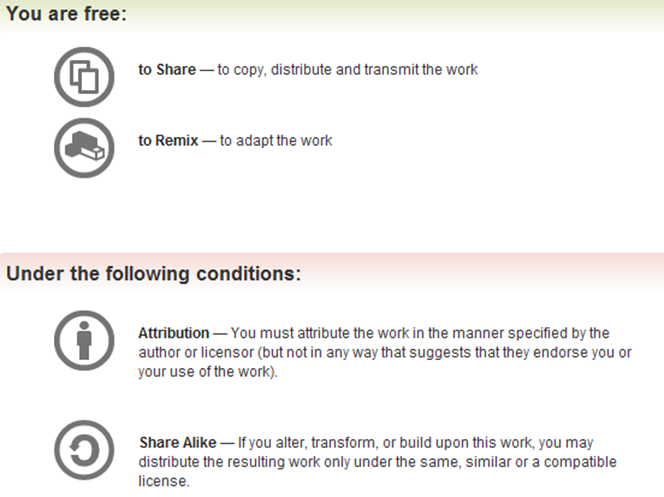 You are free:
to Share — to copy, distribute and transmit the work
to Remix — to adapt the work
Under the following conditions:
Attribution — You must attribute the work in the manner specified by the
author or licensor (but not in any way that suggests that they endorse you or
your use of the work).
Share Alike — If you alter, transform, or build upon this work, you may
distribute the resulting work only under the same, similar or a compatible
license.